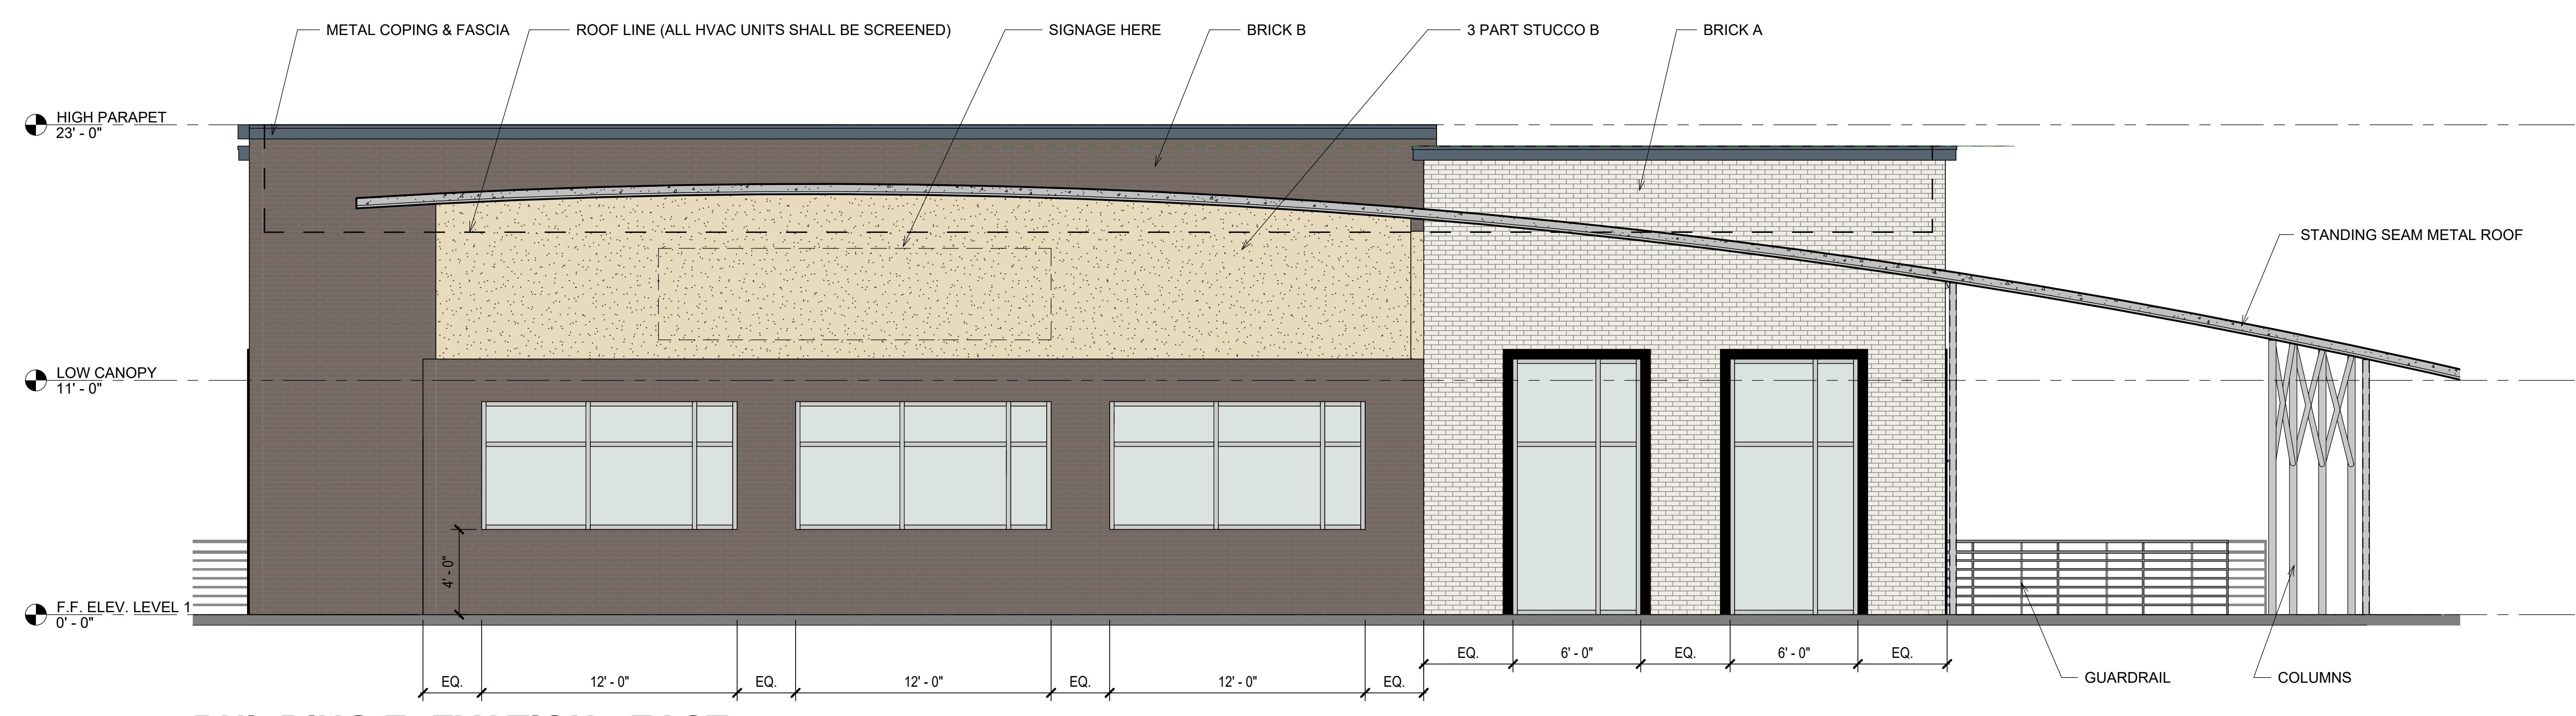 METAL COPING & FASCIA
ROOF LINE (ALL HVAC UNITS SHALL BE SCREENED)
SIGNAGE HERE
BRICK B
3 PART STUCCO B
BRICK A
HIGH PARAPET
23' - 0"
STANDING SEAM METAL ROOF
LOW CANOPY
11' - 0"
4' - 0"
F.F. ELEV. LEVEL 1
0' - 0"
EQ.
6' - 0"
EQ.
6' - 0"
EQ.
EQ.
12' - 0"
EQ.
12' - 0"
EQ.
12' - 0"
EQ.
GUARDRAIL
COLUMNS